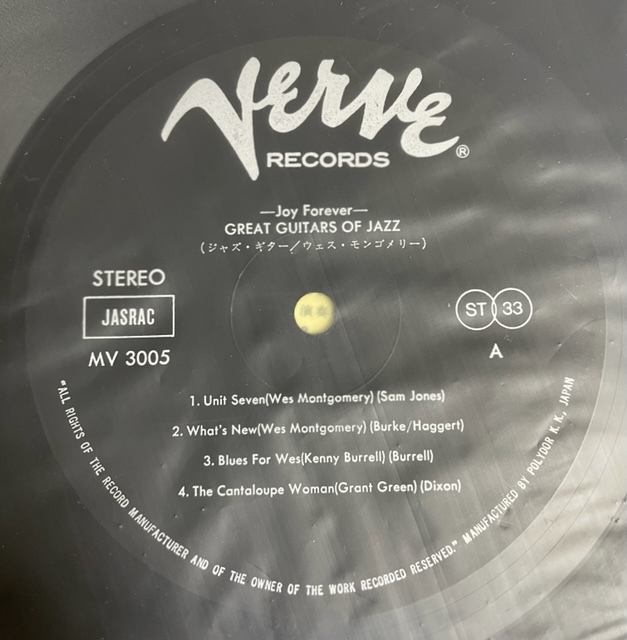 Verve
RECORDS ®
—Joy Forever—
GREAT GUITARS OF JAZZ
(ジャズ・ギター/ウェス・モンゴメリー)
STEREO
JASRAC
MV 3005
ST 33
A
1. Unit Seven(Wes Montgomery) (Sam Jones)
2. What's New(Wes Montgomery) (Burke/Haggert)
3. Blues For Wes(Kenny Burrell) (Burrell)
4. The Cantaloupe Woman(Grant Green) (Dixon)
"ALL RIGHTS OF THE RECORD MANUFACTURER AND OF THE OWNER OF THE WORK RECORDED RESERVED." MANUFACTURED BY POLYDOR K. K., JAPAN